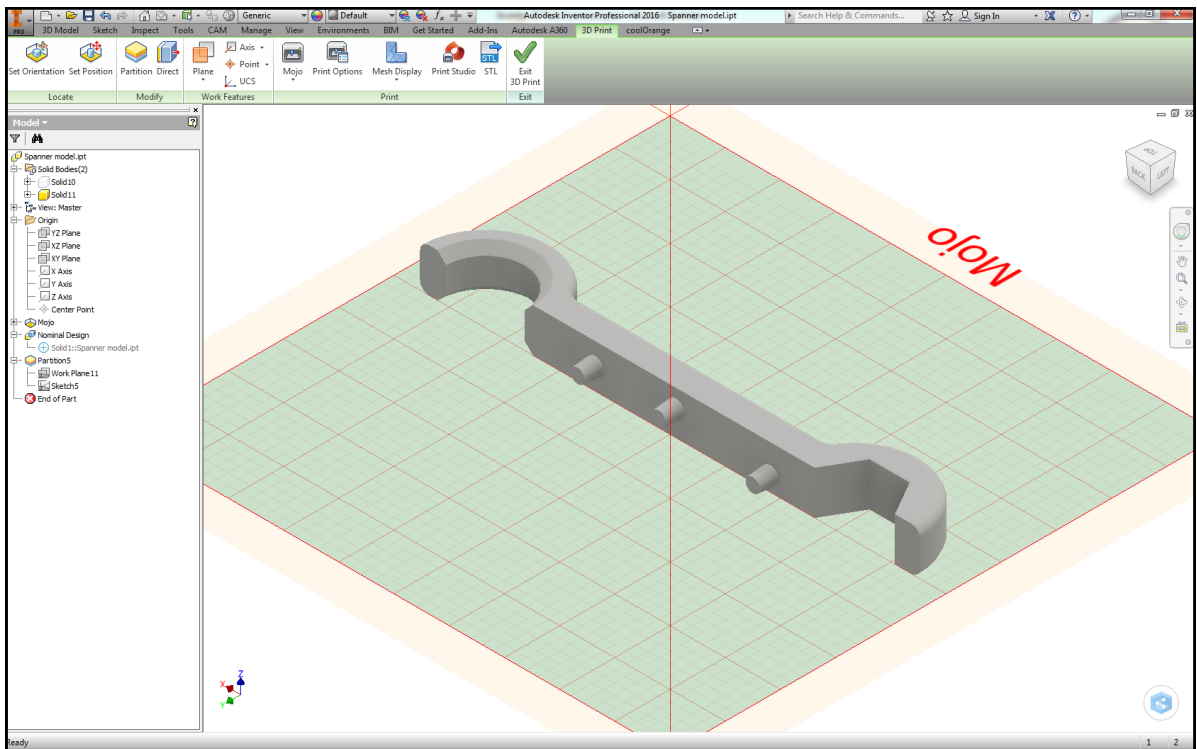 PRO
Generic
Default
Autodesk Inventor Professional 2016
Spanner model.ipt
Search Help & Commands...
Sign In
3D Model
Sketch
Inspect
Tools
CAM
Manage
View
Environments
BIM
Get Started
Add-Ins
Autodesk A360
3D Print
coolOrange
Set Orientation
Set Position
Partition
Direct
Plane
Axis
Point
UCS
Mojo
Print Options
Mesh Display
Print Studio
STL
STL
Exit
3D Print
Locate
Modify
Work Features
Print
Exit
Model
Spanner model.ipt
Solid Bodies(2)
Solid10
Solid11
View: Master
Origin
YZ Plane
XZ Plane
XY Plane
X Axis
Y Axis
Z Axis
Center Point
Mojo
Nominal Design
Solid1::Spanner model.ipt
Partition5
Work Plane11
Sketch5
End of Part
Mojo
BACK
LEFT
Z
X
Y
Ready
1
2